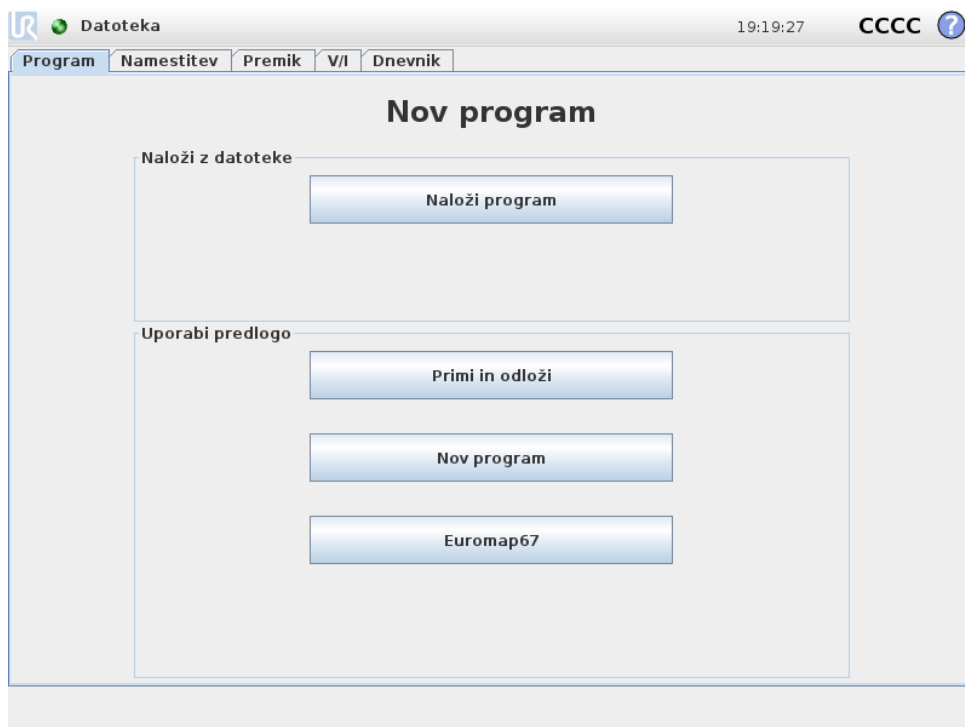 UR Datoteka 19:19:27 CCCC ?
Program Namestitev Premik V/I Dnevnik
Nov program
Naloži z datoteke
Naloži program
Uporabi predlogo
Primi in odloži
Nov program
Euromap67